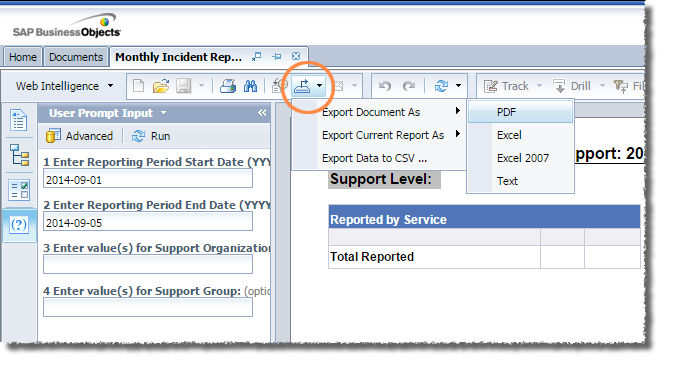 SAP BusinessObjects
Home Documents Monthly Incident Rep...
Web Intelligence Track Drill Fil
User Prompt Input
Advanced Run
1 Enter Reporting Period Start Date (YYY
2014-09-01
2 Enter Reporting Period End Date (YYYY
2014-09-05
3 Enter value(s) for Support Organization
4 Enter value(s) for Support Group: (optio
Export Document As
Export Current Report As
Export Data to CSV ...
PDF
Excel
Excel 2007
Text
pport: 20
Support Level:
Reported by Service
Total Reported